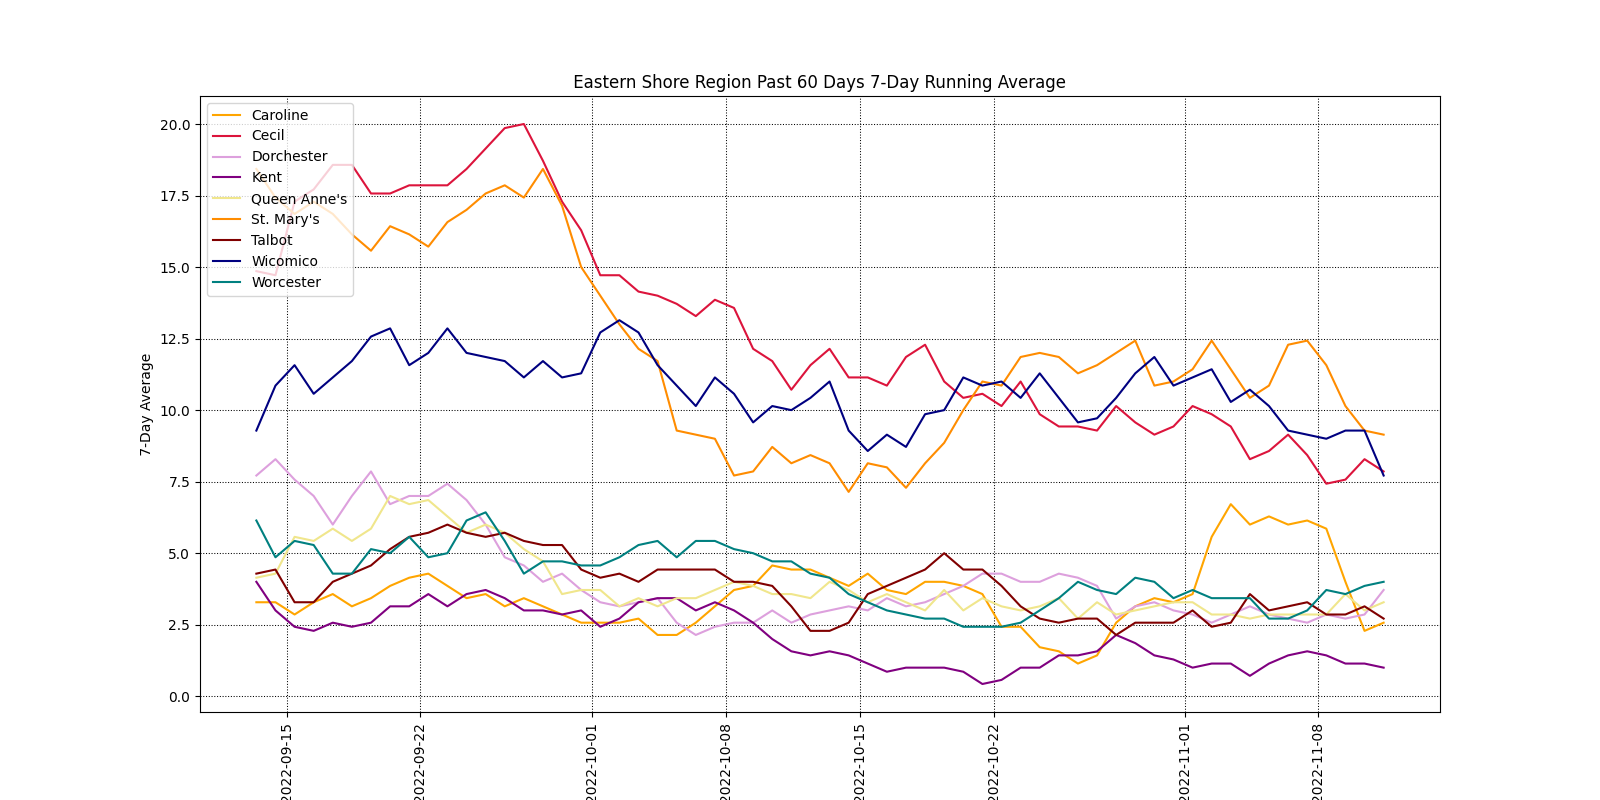 Eastern Shore Region Past 60 Days 7-Day Running Average
Caroline
Cecil
Dorchester
Kent
Queen Anne's
St. Mary's
Talbot
Wicomico
Worcester
7-Day Average
20.0
17.5
15.0
12.5
10.0
7.5
5.0
2.5
0.0
2022-09-15
2022-09-22
2022-10-01
2022-10-08
2022-10-15
2022-10-22
2022-11-01
2022-11-08